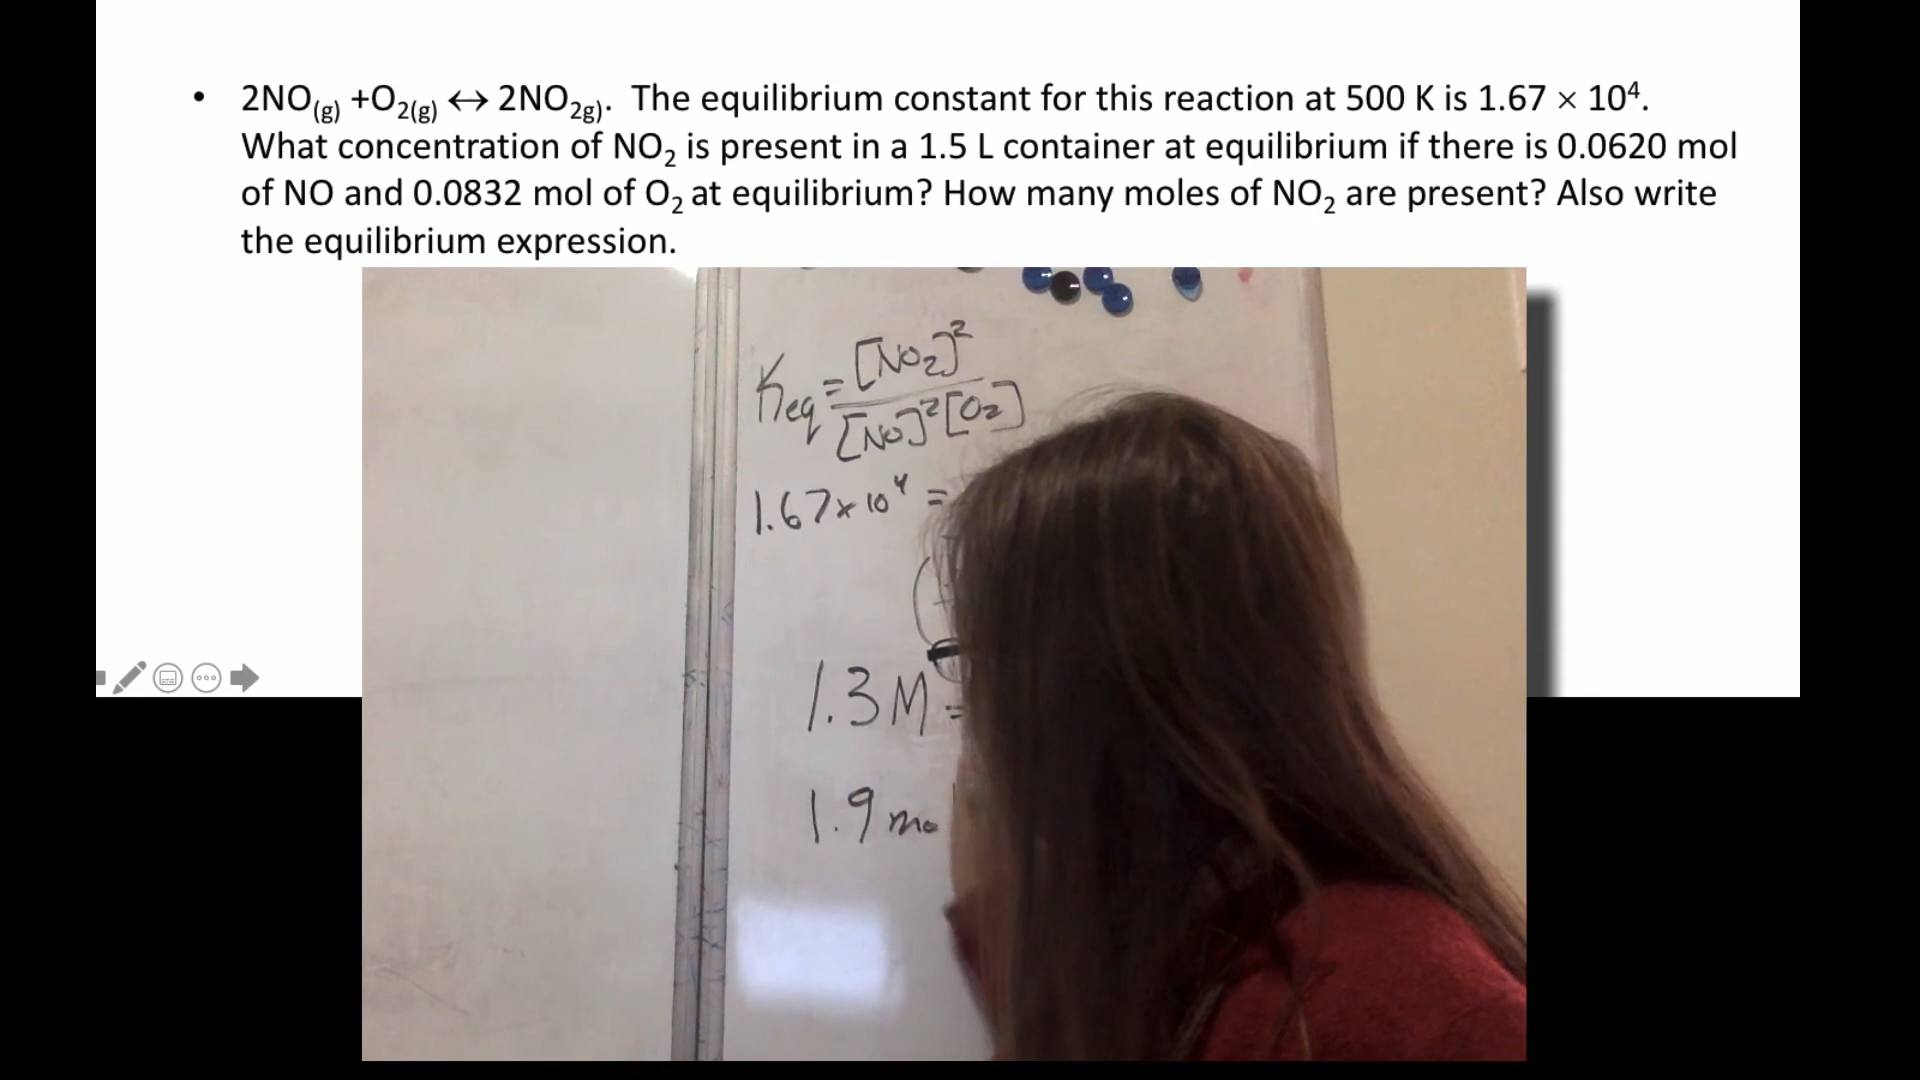 • 2NO(g) +O2(g) ↔ 2NO2g). The equilibrium constant for this reaction at 500 K is 1.67 × 10⁴.
What concentration of NO₂ is present in a 1.5 L container at equilibrium if there is 0.0620 mol
of NO and 0.0832 mol of O₂ at equilibrium? How many moles of NO₂ are present? Also write
the equilibrium expression.
Keq = [NO₂]²
[NO]²[O₂]
1.67 × 10⁴ =
1.3 M =
1.9 mo